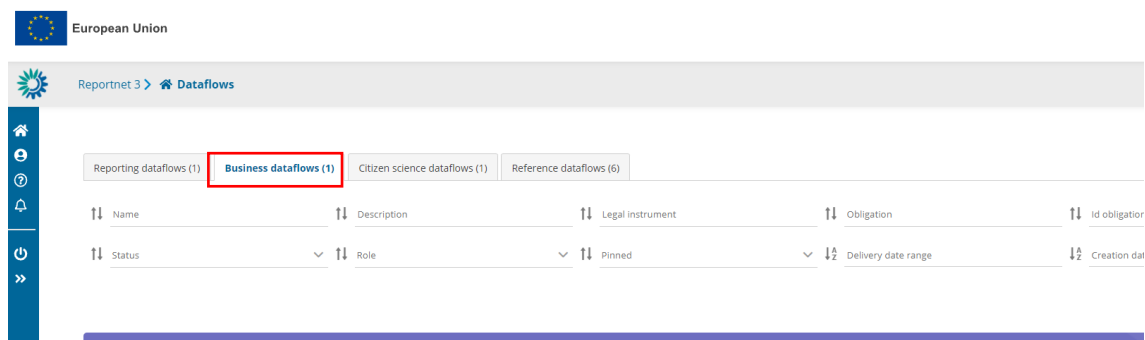 European Union
Reportnet 3 Dataflows
Reporting dataflows (1) Business dataflows (1) Citizen science dataflows (1) Reference dataflows (6)
Name Description Legal instrument Obligation Id obligation
Status Role Pinned Delivery date range Creation dat